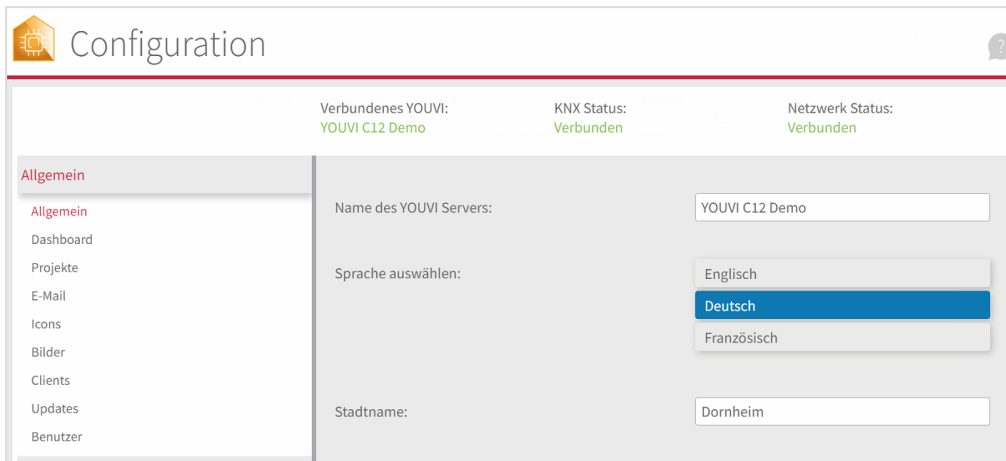 Configuration
?
Verbundenes YOUVI: KNX Status: Netzwerk Status:
YOUVI C12 Demo Verbunden Verbunden
Allgemein
Allgemein
Dashboard
Projekte
E-Mail
Icons
Bilder
Clients
Updates
Benutzer
Name des YOUVI Servers: YOUVI C12 Demo
Sprache auswählen: Englisch
Deutsch
Französisch
Stadtname: Dornheim